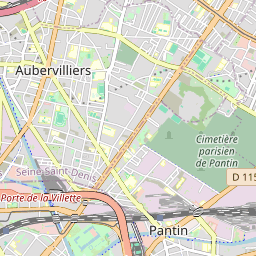 Aubervilliers
Cimetière
parisien
de Pantin
D 115
Seine-Saint-Denis
Porte de la Villette
Pantin